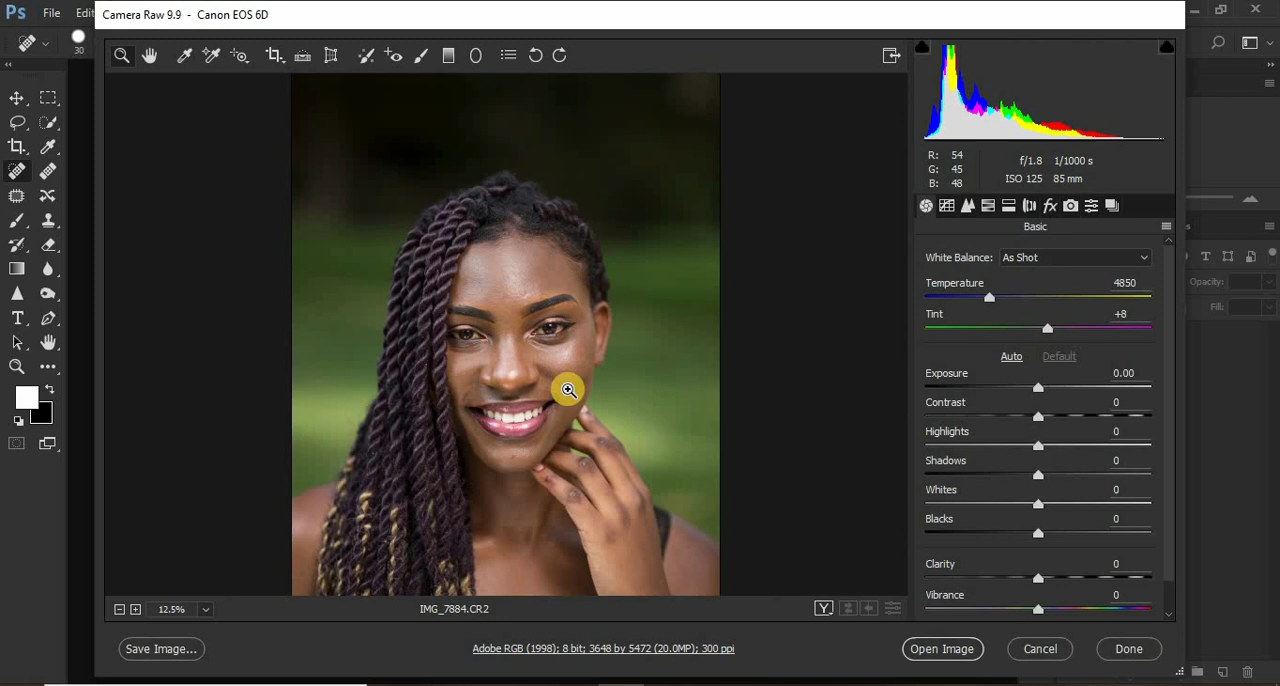 Ps File Edit
Camera Raw 9.9 - Canon EOS 6D
30
R: 54
G: 45
B: 48
f/1.8 1/1000 s
ISO 125 85 mm
Basic
White Balance: As Shot
Temperature 4850
Tint +8
Auto Default
Exposure 0.00
Contrast 0
Highlights 0
Shadows 0
Whites 0
Blacks 0
Clarity 0
Vibrance 0
Opacity:
Fill:
12.5%
IMG_7884.CR2
Y
Save Image...
Adobe RGB (1998); 8 bit; 3648 by 5472 (20.0MP); 300 ppi
Open Image
Cancel
Done